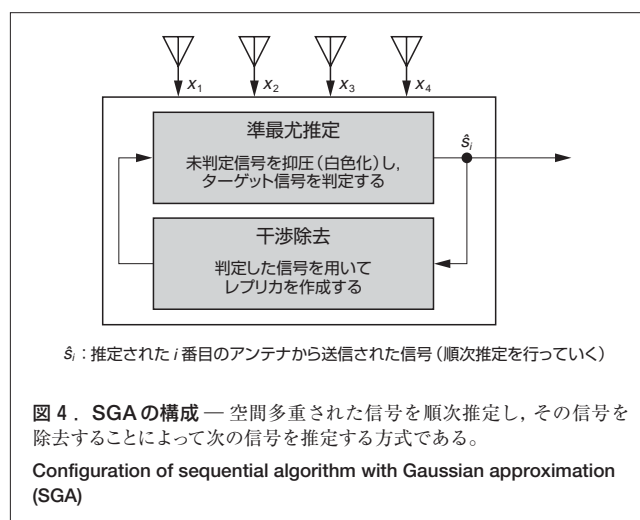 x1 x2 x3 x4
準最尤推定
未判定信号を抑圧(白色化)し,
ターゲット信号を判定する
ŝi
干渉除去
判定した信号を用いて
レプリカを作成する
ŝi:推定された i 番目のアンテナから送信された信号(順次推定を行っていく)
図 4.SGAの構成 — 空間多重された信号を順次推定し,その信号を
除去することによって次の信号を推定する方式である。
Configuration of sequential algorithm with Gaussian approximation
(SGA)